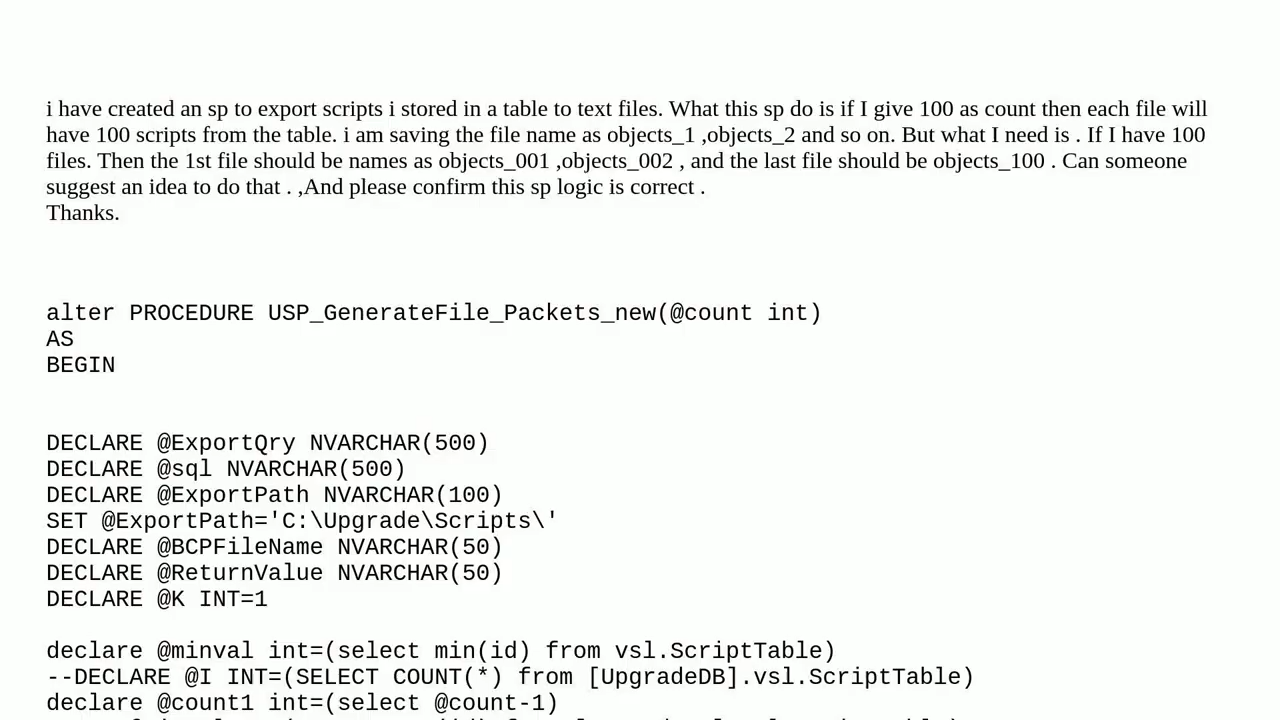 i have created an sp to export scripts i stored in a table to text files. What this sp do is if I give 100 as count then each file will
have 100 scripts from the table. i am saving the file name as objects_1 ,objects_2 and so on. But what I need is . If I have 100
files. Then the 1st file should be names as objects_001 ,objects_002 , and the last file should be objects_100 . Can someone
suggest an idea to do that . ,And please confirm this sp logic is correct .
Thanks.
alter PROCEDURE USP_GenerateFile_Packets_new(@count int)
AS
BEGIN
DECLARE @ExportQry NVARCHAR(500)
DECLARE @sql NVARCHAR(500)
DECLARE @ExportPath NVARCHAR(100)
SET @ExportPath='C:\Upgrade\Scripts\'
DECLARE @BCPFileName NVARCHAR(50)
DECLARE @ReturnValue NVARCHAR(50)
DECLARE @K INT=1
declare @minval int=(select min(id) from vsl.ScriptTable)
--DECLARE @I INT=(SELECT COUNT(*) from [UpgradeDB].vsl.ScriptTable)
declare @count1 int=(select @count-1)